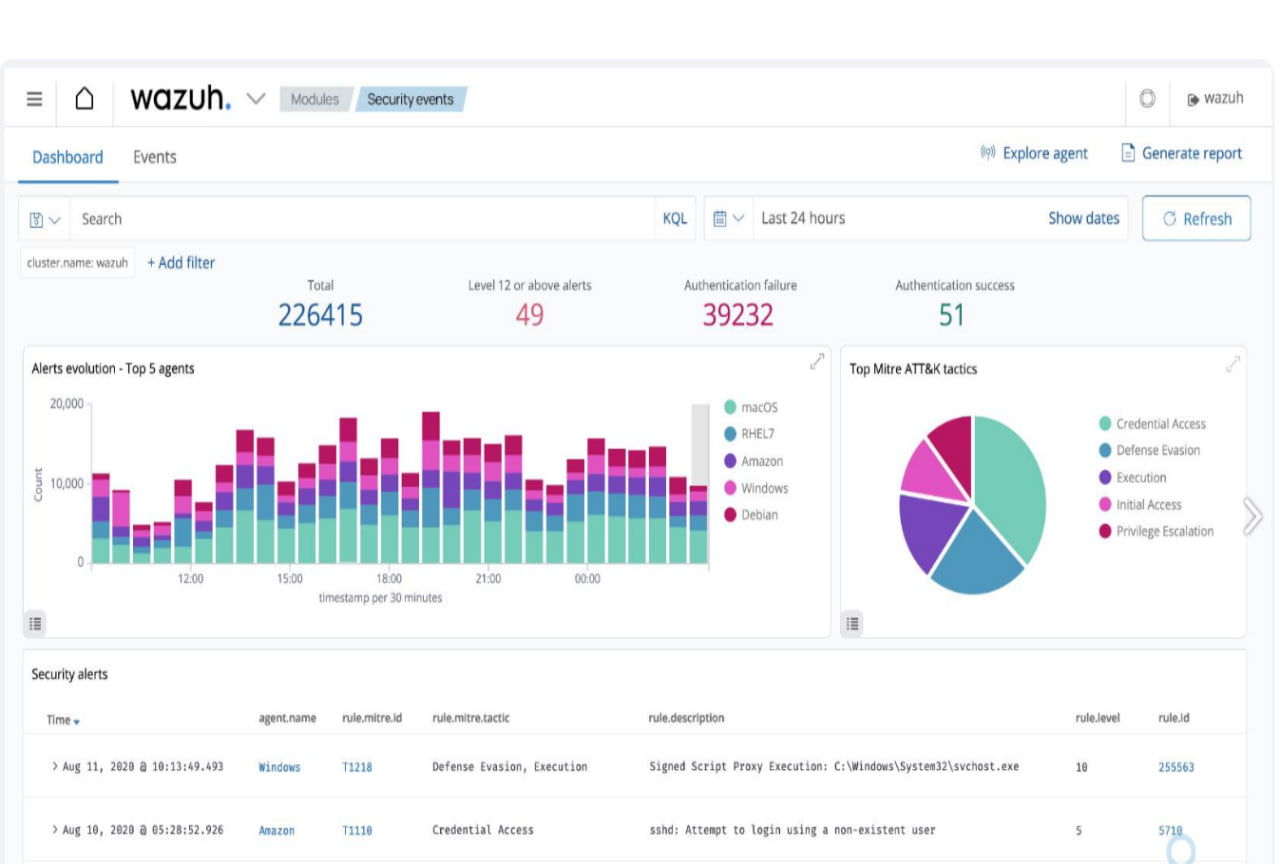 wazuh. Modules Security events wazuh
Dashboard Events Explore agent Generate report
Search KQL Last 24 hours Show dates Refresh
cluster.name: wazuh + Add filter
Total Level 12 or above alerts Authentication failure Authentication success
226415 49 39232 51
Alerts evolution - Top 5 agents
20,000
10,000
0
Count
12:00 15:00 18:00 21:00 00:00
timestamp per 30 minutes
macOS
RHEL7
Amazon
Windows
Debian
Top Mitre ATT&K tactics
Credential Access
Defense Evasion
Execution
Initial Access
Privilege Escalation
Security alerts
Time agent.name rule.mitre.id rule.mitre.tactic rule.description rule.level rule.id
> Aug 11, 2020 @ 10:13:49.493 Windows T1218 Defense Evasion, Execution Signed Script Proxy Execution: C:\Windows\System32\svchost.exe 10 255563
> Aug 10, 2020 @ 05:28:52.926 Amazon T1110 Credential Access sshd: Attempt to login using a non-existent user 5 5710